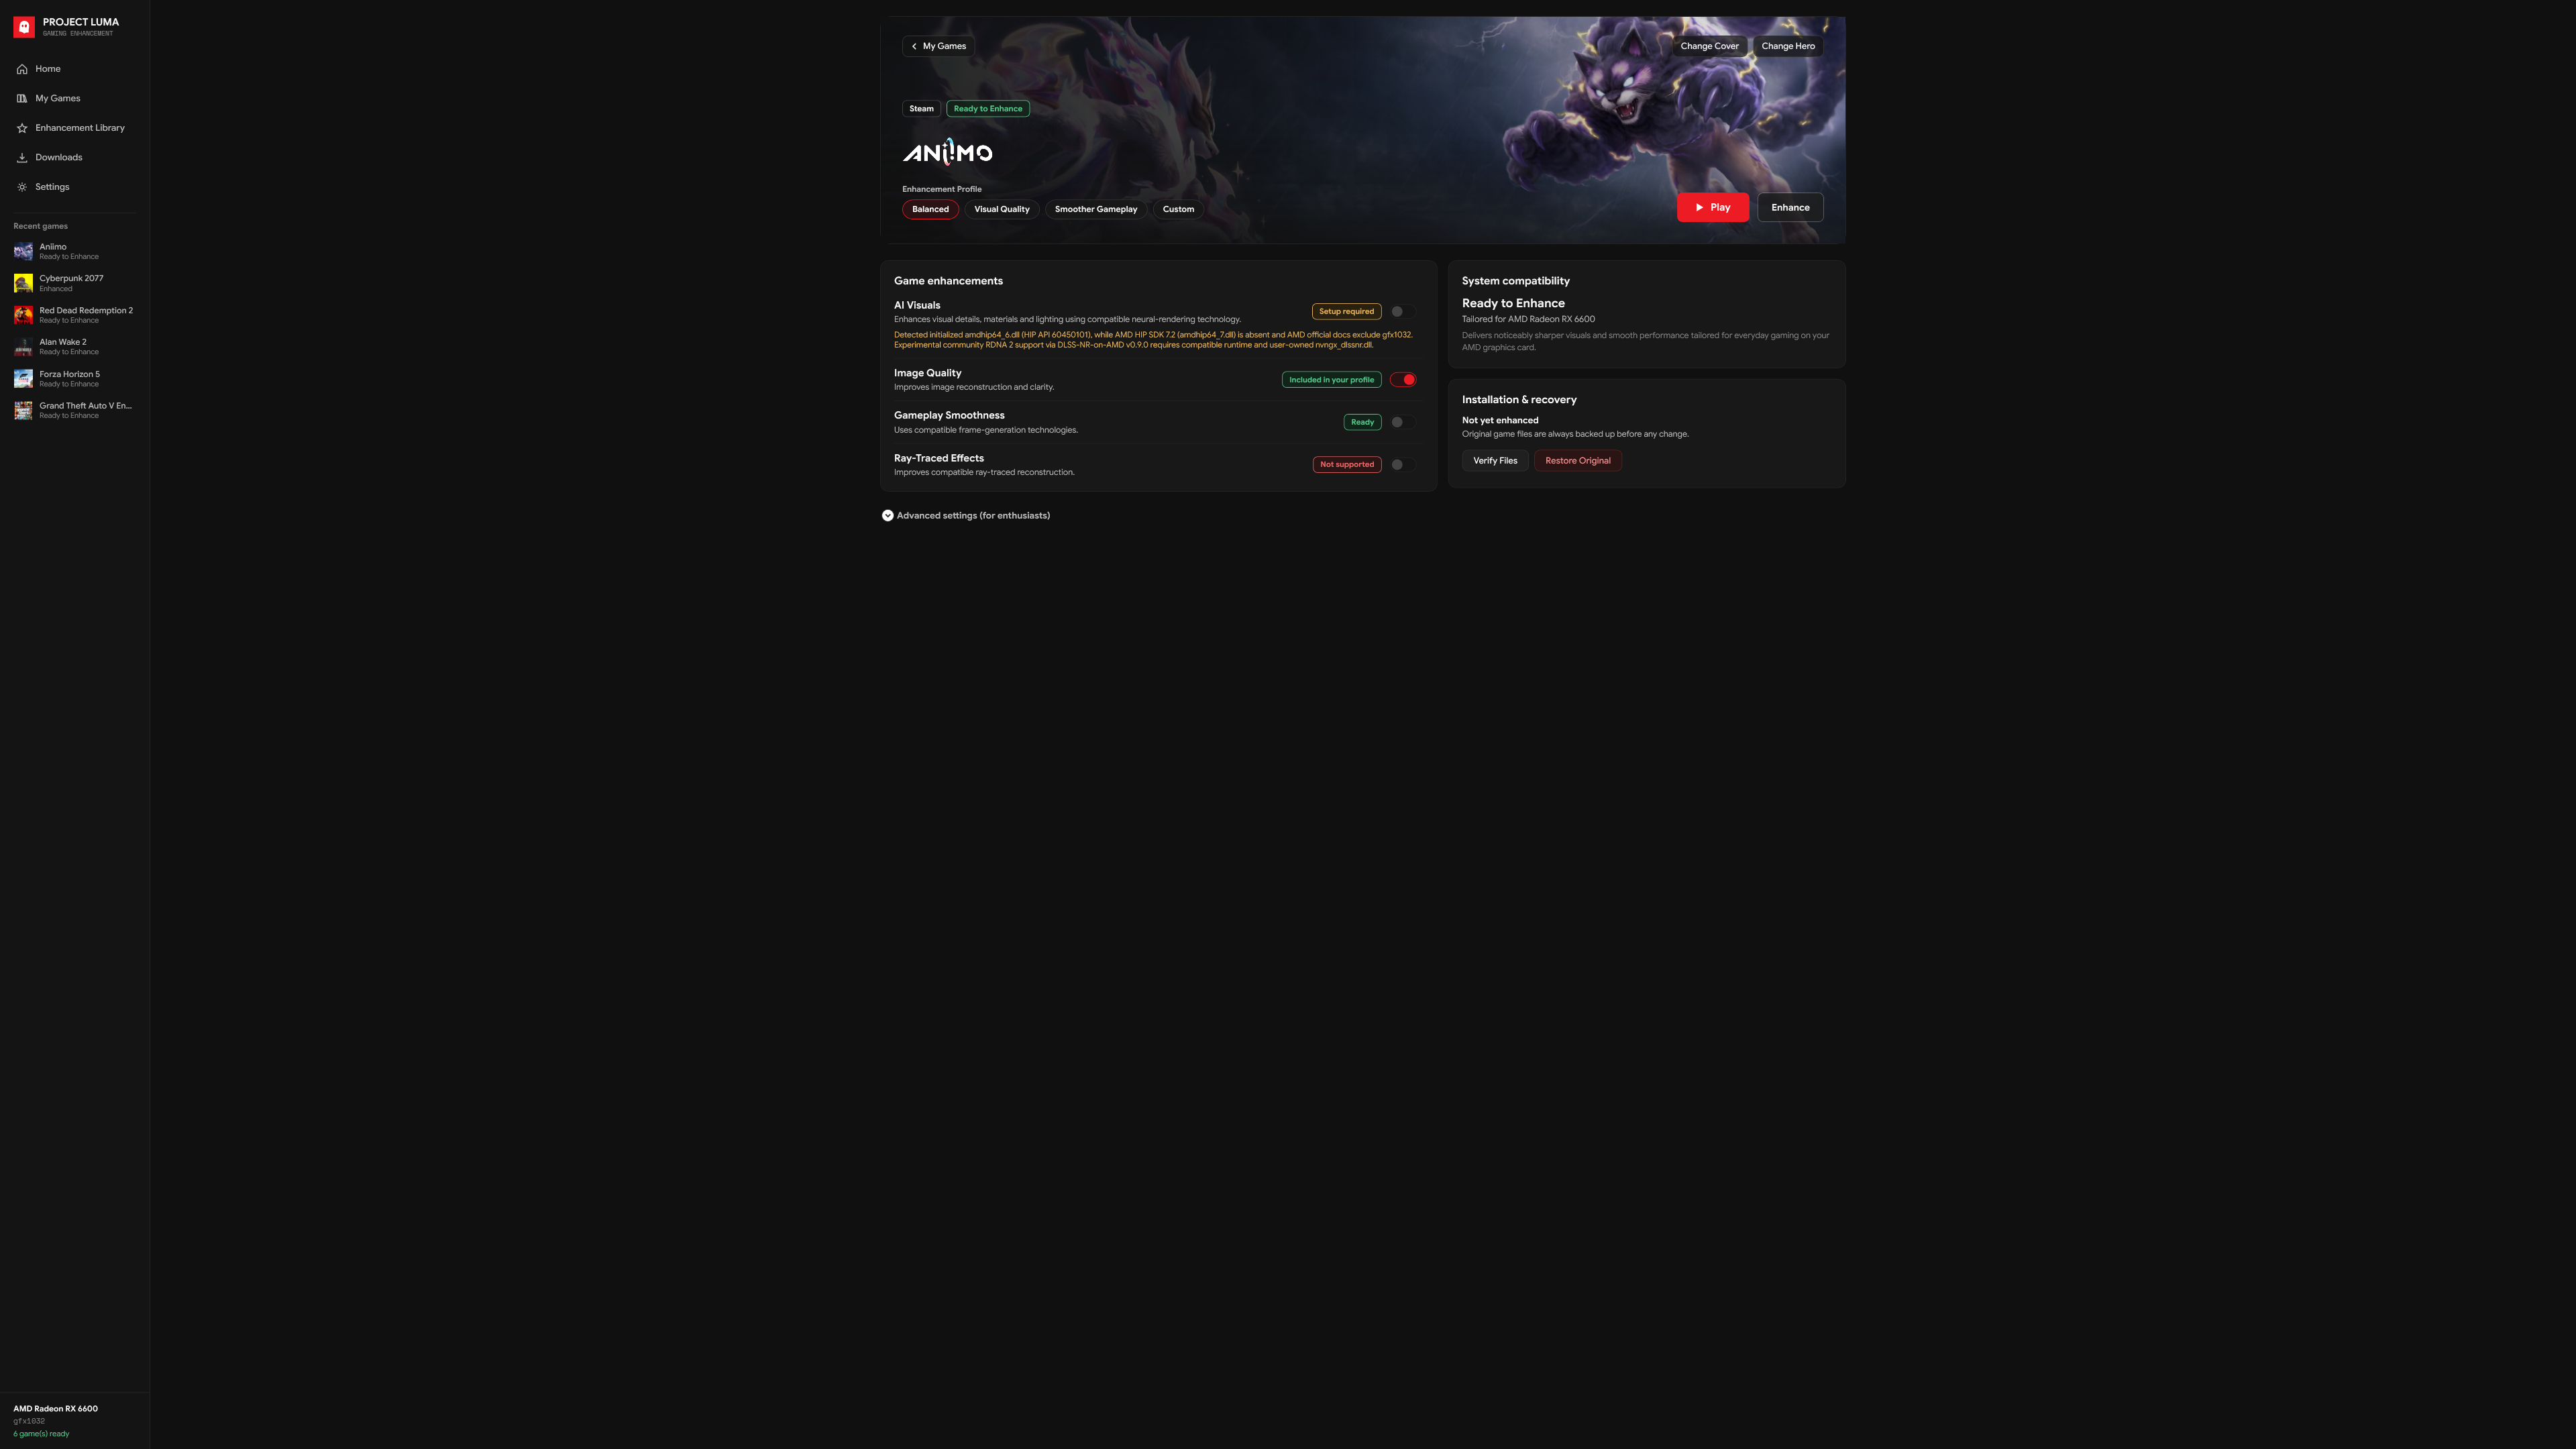 PROJECT LUMA
GAMING ENHANCEMENT
Home
My Games
Enhancement Library
Downloads
Settings
Recent games
Aniimo
Ready to Enhance
Cyberpunk 2077
Enhanced
Red Dead Redemption 2
Ready to Enhance
Alan Wake 2
Ready to Enhance
Forza Horizon 5
Ready to Enhance
Grand Theft Auto V En...
Ready to Enhance
AMD Radeon RX 6600
gfx1032
6 game(s) ready
My Games
Change Cover
Change Hero
Steam
Ready to Enhance
ANIIMO
Enhancement Profile
Balanced
Visual Quality
Smoother Gameplay
Custom
Play
Enhance
Game enhancements
AI Visuals
Enhances visual details, materials and lighting using compatible neural-rendering technology.
Setup required
Detected initialized amdhip64_6.dll (HIP API 60450101), while AMD HIP SDK 7.2 (amdhip64_7.dll) is absent and AMD official docs exclude gfx1032.
Experimental community RDNA 2 support via DLSS-NR-on-AMD v0.9.0 requires compatible runtime and user-owned nvngx_dlssnr.dll.
Image Quality
Improves image reconstruction and clarity.
Included in your profile
Gameplay Smoothness
Uses compatible frame-generation technologies.
Ready
Ray-Traced Effects
Improves compatible ray-traced reconstruction.
Not supported
System compatibility
Ready to Enhance
Tailored for AMD Radeon RX 6600
Delivers noticeably sharper visuals and smooth performance tailored for everyday gaming on your
AMD graphics card.
Installation & recovery
Not yet enhanced
Original game files are always backed up before any change.
Verify Files
Restore Original
Advanced settings (for enthusiasts)